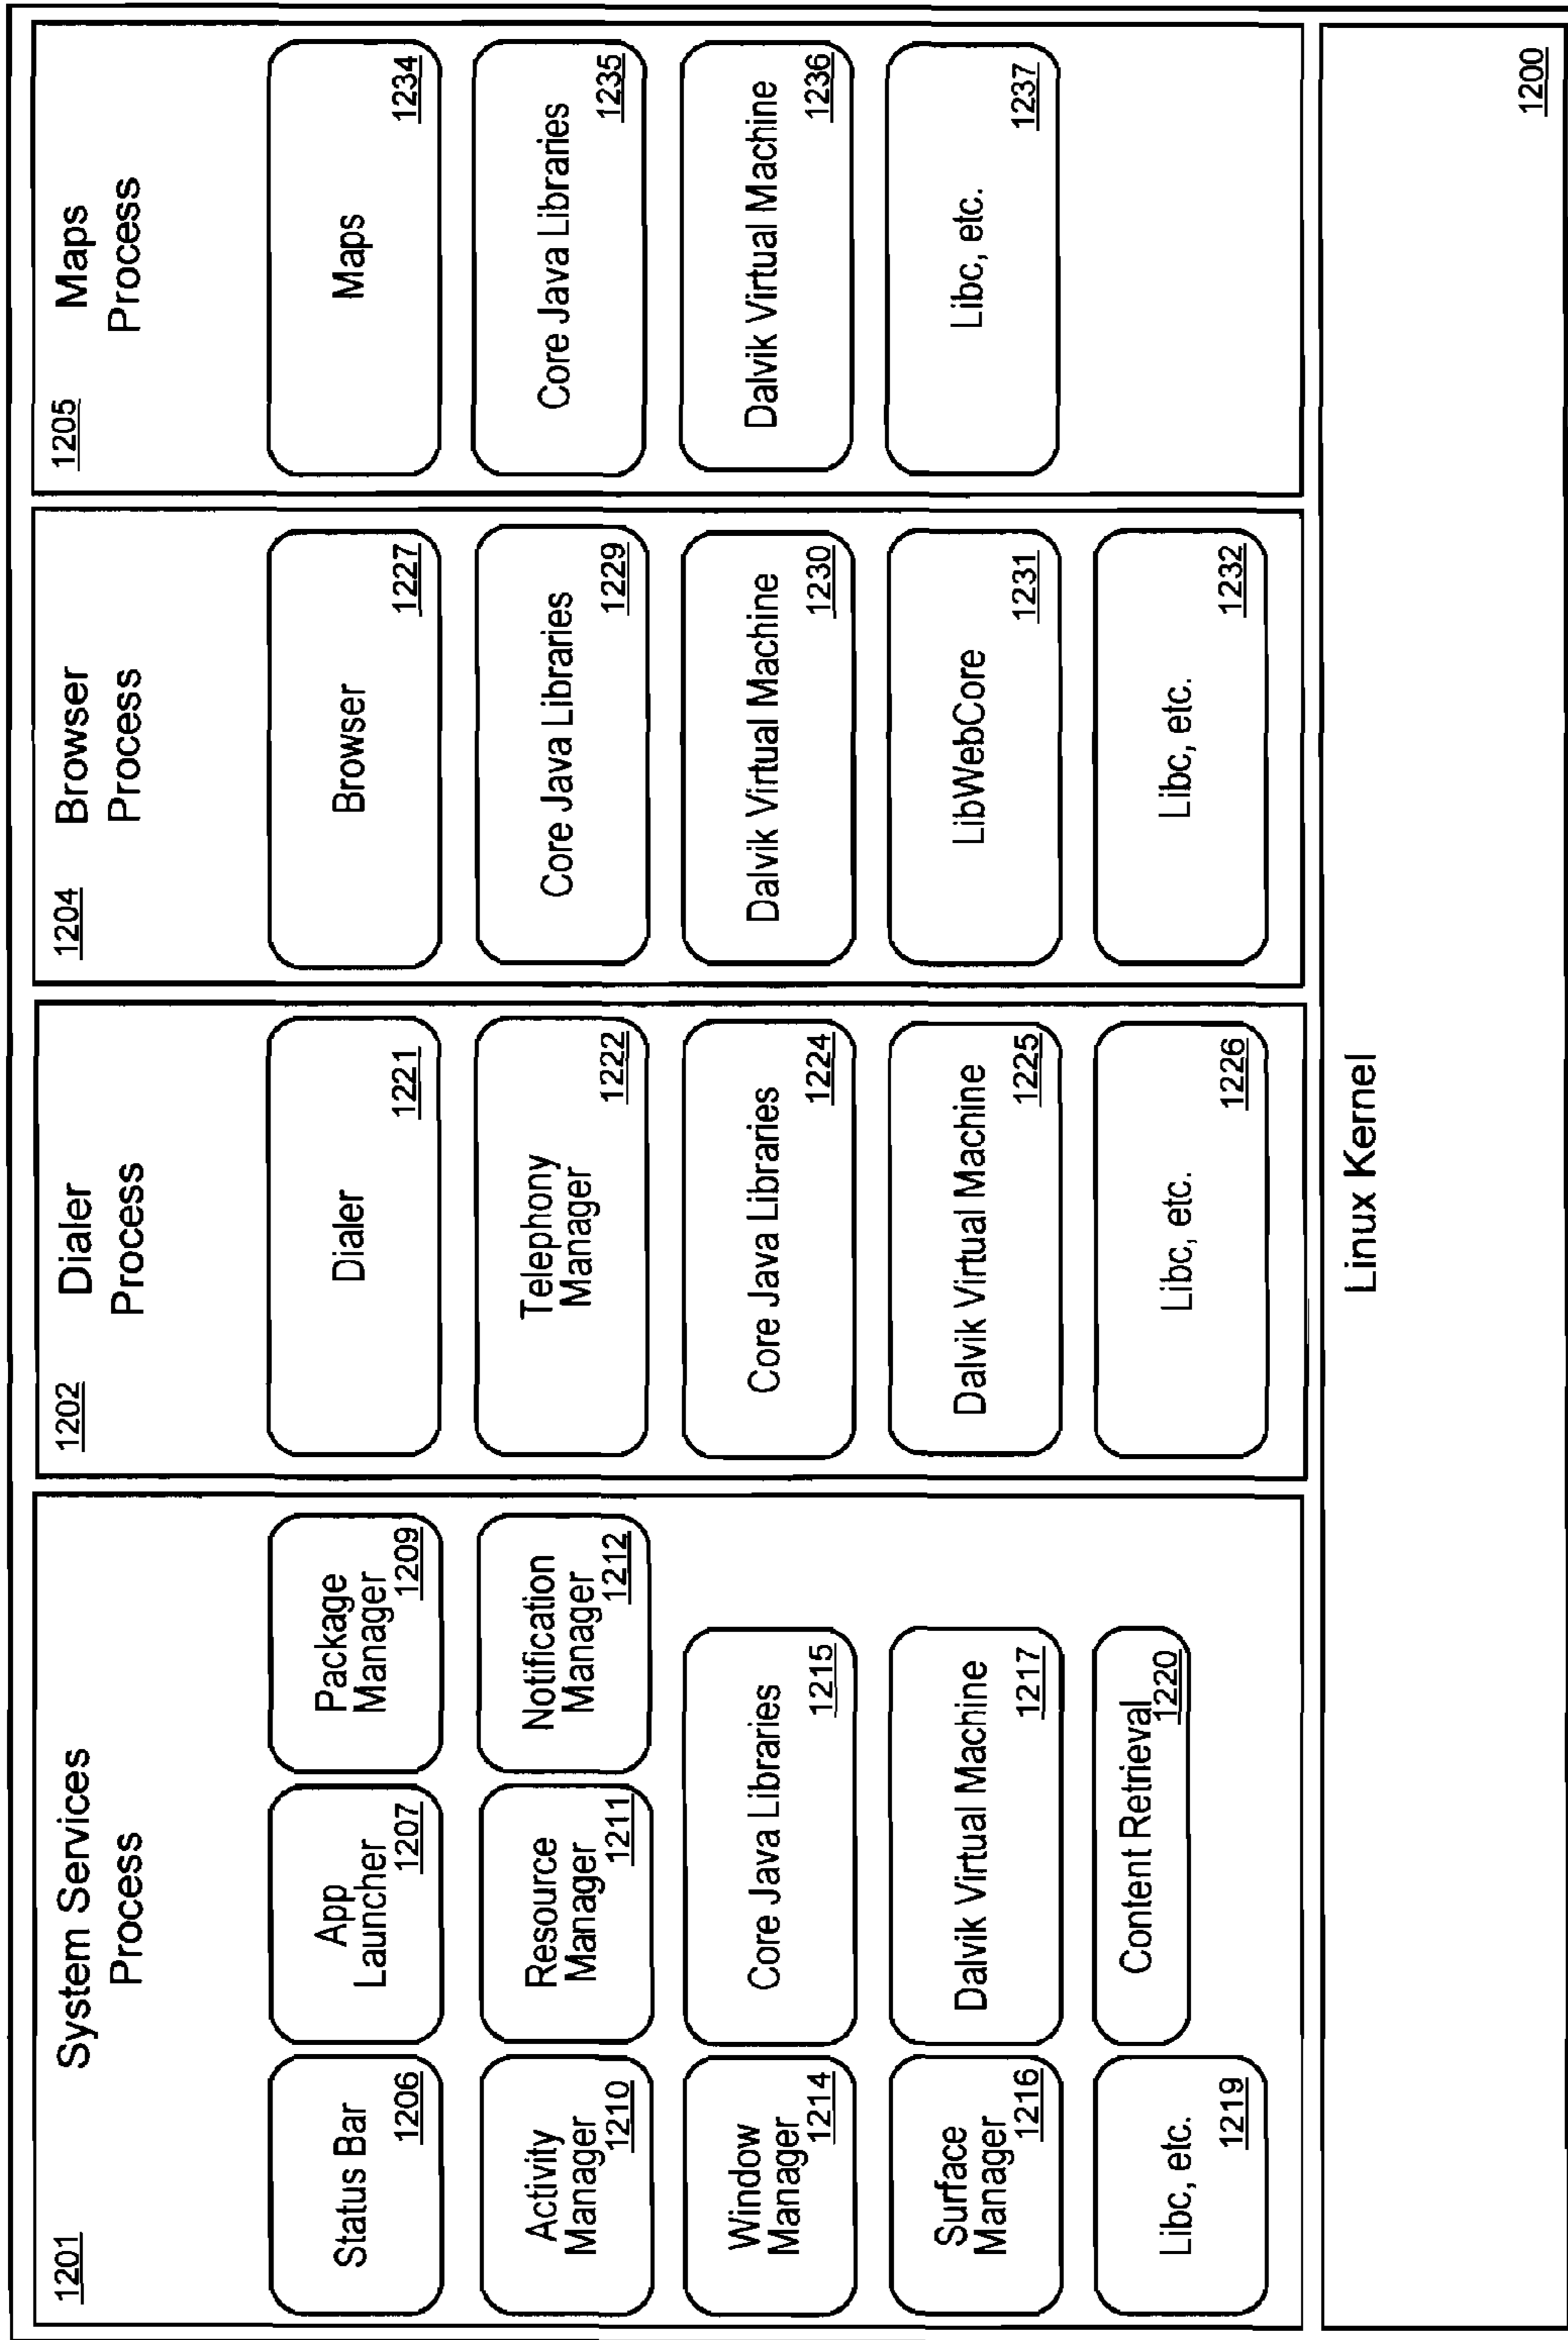 1201
System Services
Process
Status Bar
1206
App
Launcher
1207
Package
Manager
1209
Activity
Manager
1210
Resource
Manager
1211
Notification
Manager
1212
Window
Manager
1214
Core Java Libraries
1215
Surface
Manager
1216
Dalvik Virtual Machine
1217
Libc, etc.
1219
Content Retrieval
1220
1202
Dialer
Process
Dialer
1221
Telephony
Manager
1222
Core Java Libraries
1224
Dalvik Virtual Machine
1225
Libc, etc.
1226
1204
Browser
Process
Browser
1227
Core Java Libraries
1229
Dalvik Virtual Machine
1230
LibWebCore
1231
Libc, etc.
1232
1205
Maps
Process
Maps
1234
Core Java Libraries
1235
Dalvik Virtual Machine
1236
Libc, etc.
1237
Linux Kernel
1200